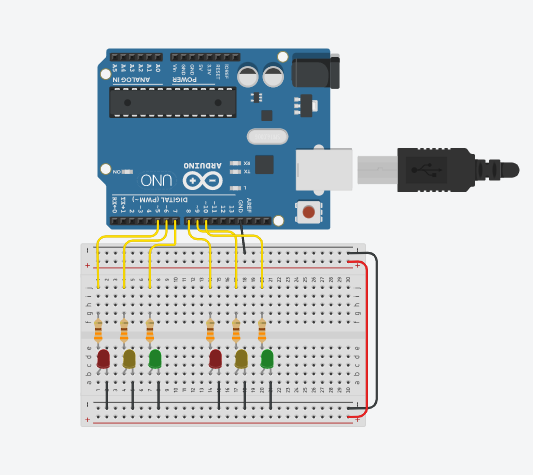 A5 A4 A3 A2 A1 A0
ANALOG IN
Vin GND GND 5V 3.3V RESET IOREF
POWER
ON
UNO
ARDUINO
RX
TX
L
DIGITAL (PWM~)
RX←0 TX→1 2 ~3 4 ~5 ~6 7 8 ~9 ~10 ~11 12 13 GND AREF
- -
+ +
j j
i i
h h
g g
f f
e e
d d
c c
b b
a a
- -
+ +